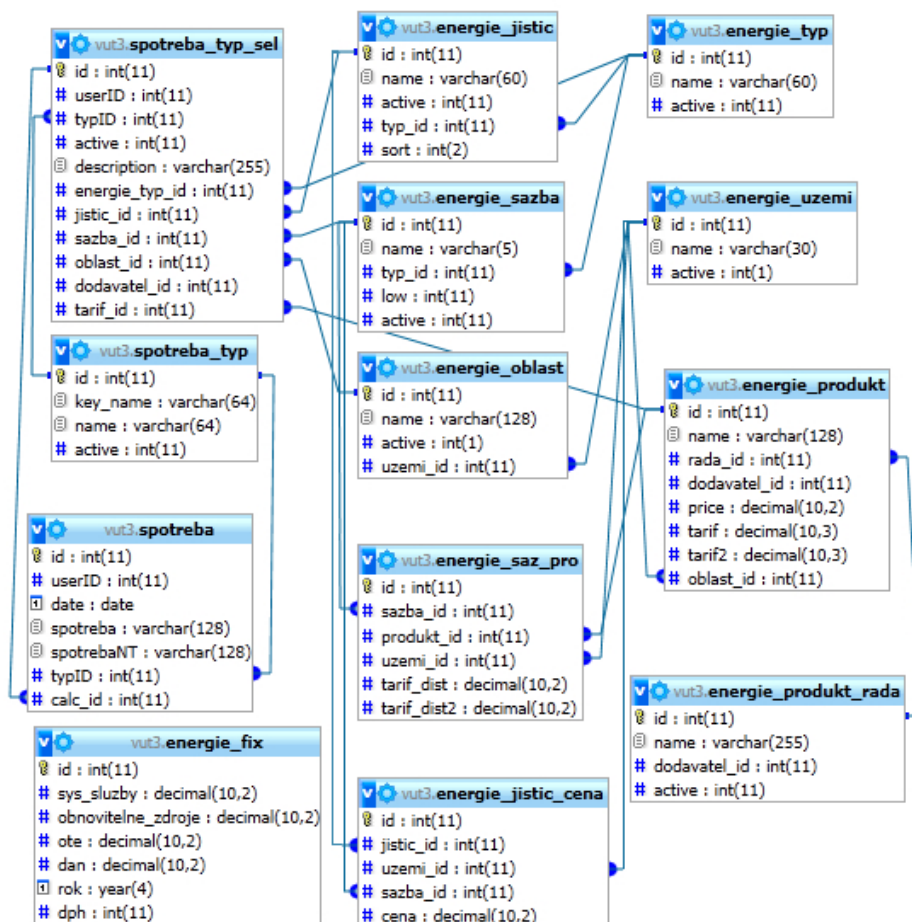 vut3.spotreba_typ_sel
id : int(11)
userID : int(11)
typID : int(11)
active : int(11)
description : varchar(255)
energie_typ_id : int(11)
jistic_id : int(11)
sazba_id : int(11)
oblast_id : int(11)
dodavatel_id : int(11)
tarif_id : int(11)
vut3.spotreba_typ
id : int(11)
key_name : varchar(64)
name : varchar(64)
active : int(11)
vut3.spotreba
id : int(11)
userID : int(11)
date : date
spotreba : varchar(128)
spotrebaNT : varchar(128)
typID : int(11)
calc_id : int(11)
vut3.energie_fix
id : int(11)
sys_sluzby : decimal(10,2)
obnovitelne_zdroje : decimal(10,2)
ote : decimal(10,2)
dan : decimal(10,2)
rok : year(4)
dph : int(11)
vut3.energie_jistic
id : int(11)
name : varchar(60)
active : int(11)
typ_id : int(11)
sort : int(2)
vut3.energie_sazba
id : int(11)
name : varchar(5)
typ_id : int(11)
low : int(11)
active : int(11)
vut3.energie_oblast
id : int(11)
name : varchar(128)
active : int(1)
uzemi_id : int(11)
vut3.energie_saz_pro
id : int(11)
sazba_id : int(11)
produkt_id : int(11)
uzemi_id : int(11)
tarif_dist : decimal(10,2)
tarif_dist2 : decimal(10,2)
vut3.energie_jistic_cena
id : int(11)
jistic_id : int(11)
uzemi_id : int(11)
sazba_id : int(11)
cena : decimal(10,2)
vut3.energie_typ
id : int(11)
name : varchar(60)
active : int(11)
vut3.energie_uzemi
id : int(11)
name : varchar(30)
active : int(1)
vut3.energie_produkt
id : int(11)
name : varchar(128)
rada_id : int(11)
dodavatel_id : int(11)
price : decimal(10,2)
tarif : decimal(10,3)
tarif2 : decimal(10,3)
oblast_id : int(11)
vut3.energie_produkt_rada
id : int(11)
name : varchar(255)
dodavatel_id : int(11)
active : int(11)